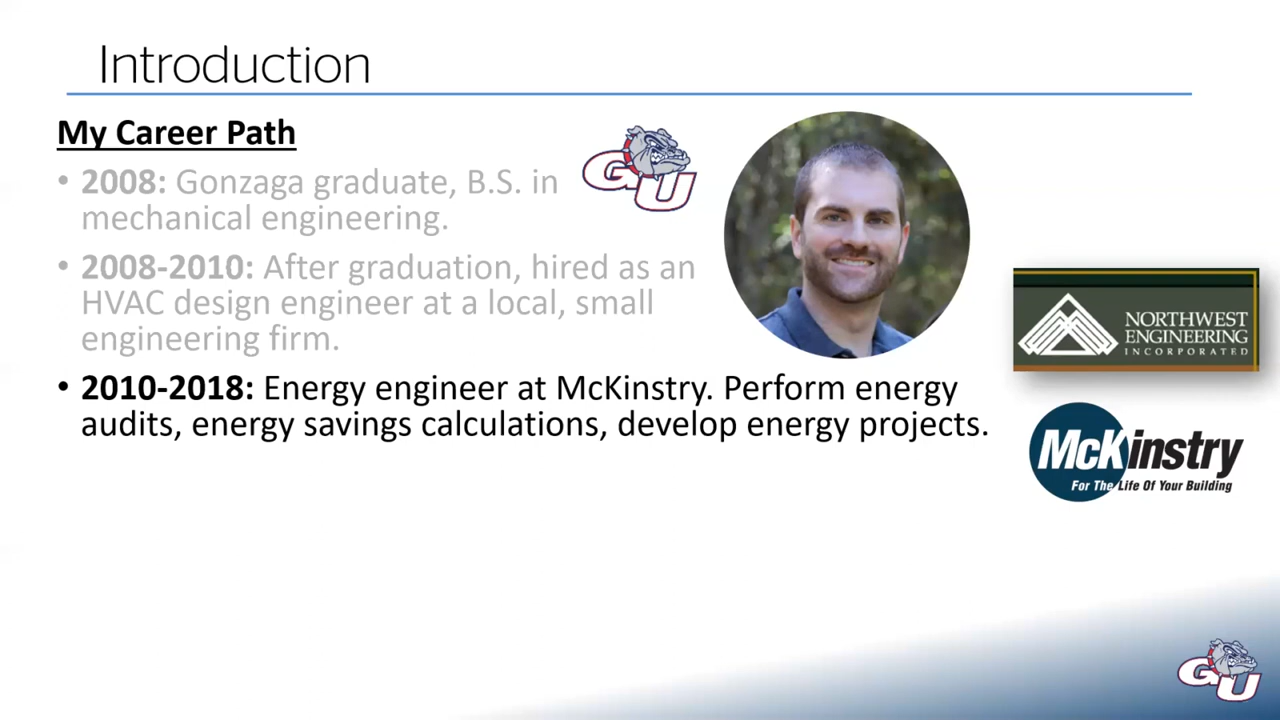 Introduction
My Career Path
• 2008: Gonzaga graduate, B.S. in
mechanical engineering.
GU
• 2008-2010: After graduation, hired as an
HVAC design engineer at a local, small
engineering firm.
NORTHWEST
ENGINEERING
INCORPORATED
• 2010-2018: Energy engineer at McKinstry. Perform energy
audits, energy savings calculations, develop energy projects.
McKinstry
For The Life Of Your Building
GU